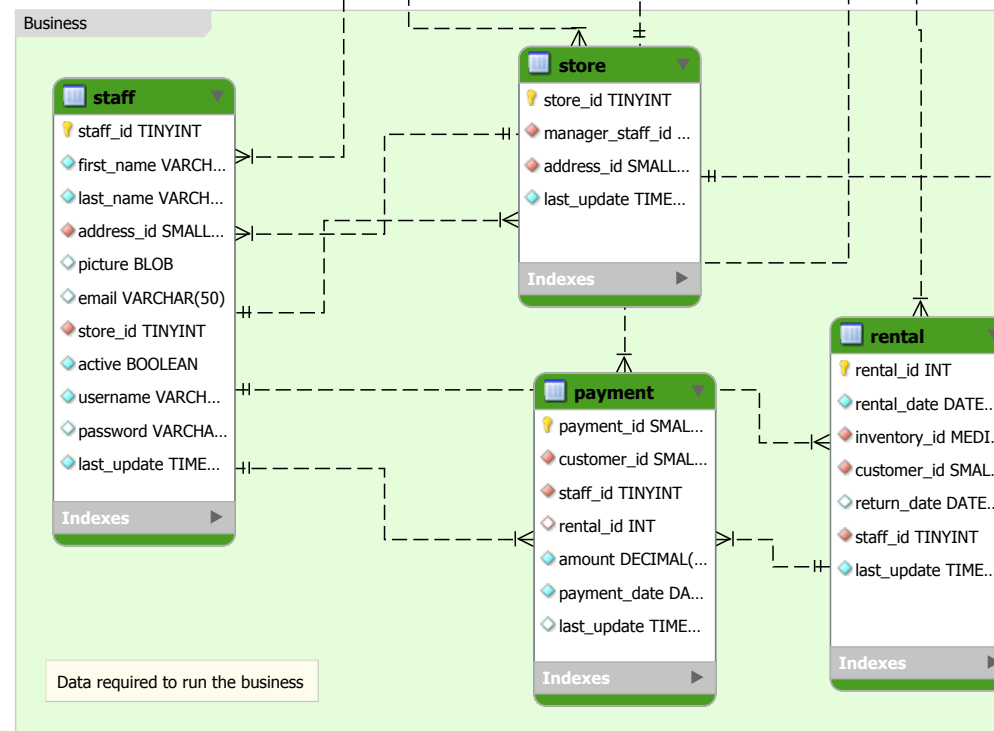 Business
staff
staff_id TINYINT
first_name VARCH...
last_name VARCH...
address_id SMALL...
picture BLOB
email VARCHAR(50)
store_id TINYINT
active BOOLEAN
username VARCH...
password VARCHA...
last_update TIME...
Indexes
store
store_id TINYINT
manager_staff_id ...
address_id SMALL...
last_update TIME...
Indexes
payment
payment_id SMAL...
customer_id SMAL...
staff_id TINYINT
rental_id INT
amount DECIMAL(...
payment_date DA...
last_update TIME...
Indexes
rental
rental_id INT
rental_date DATE...
inventory_id MEDI...
customer_id SMAL...
return_date DATE...
staff_id TINYINT
last_update TIME...
Indexes
Data required to run the business